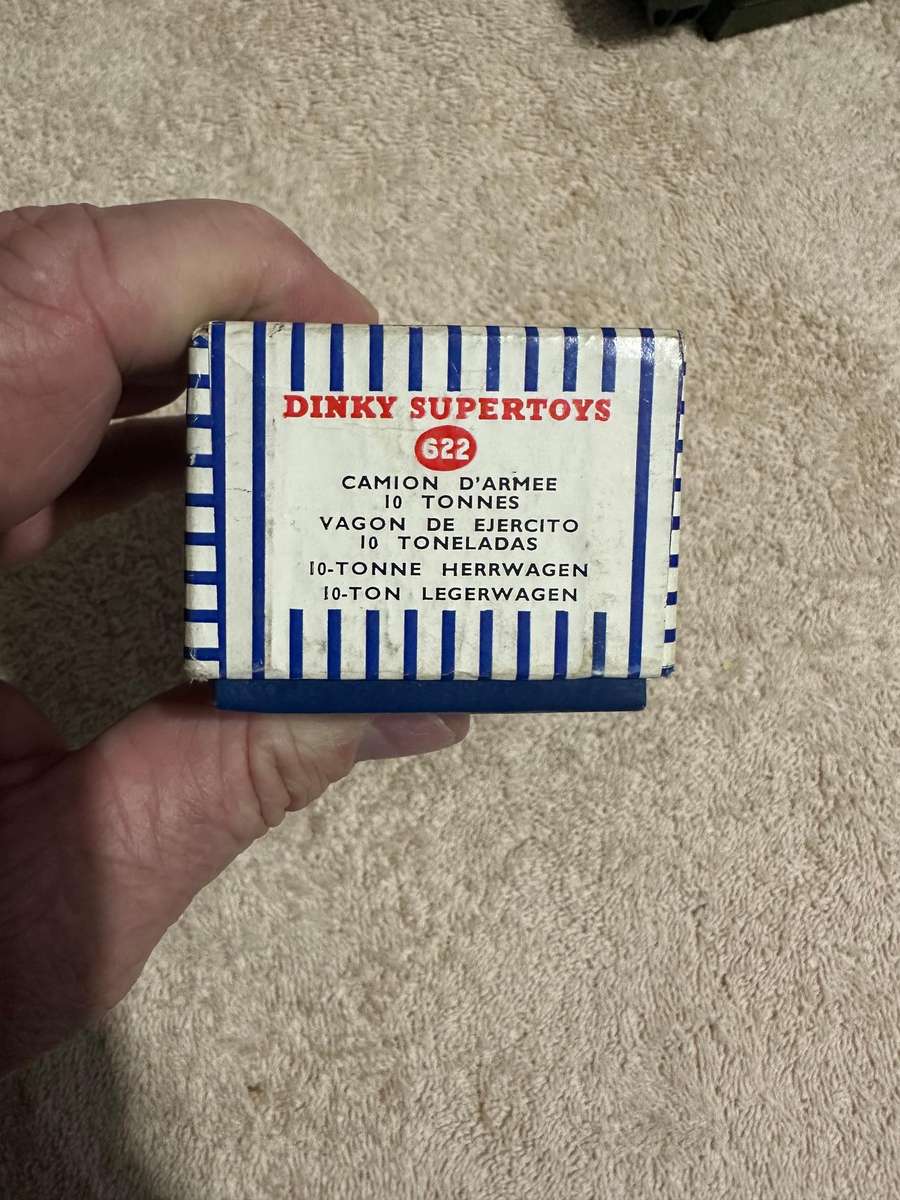 DINKY SUPERTOYS
622
CAMION D'ARMEE
10 TONNES
VAGON DE EJERCITO
10 TONELADAS
10-TONNE HERRWAGEN
10-TON LEGERWAGEN